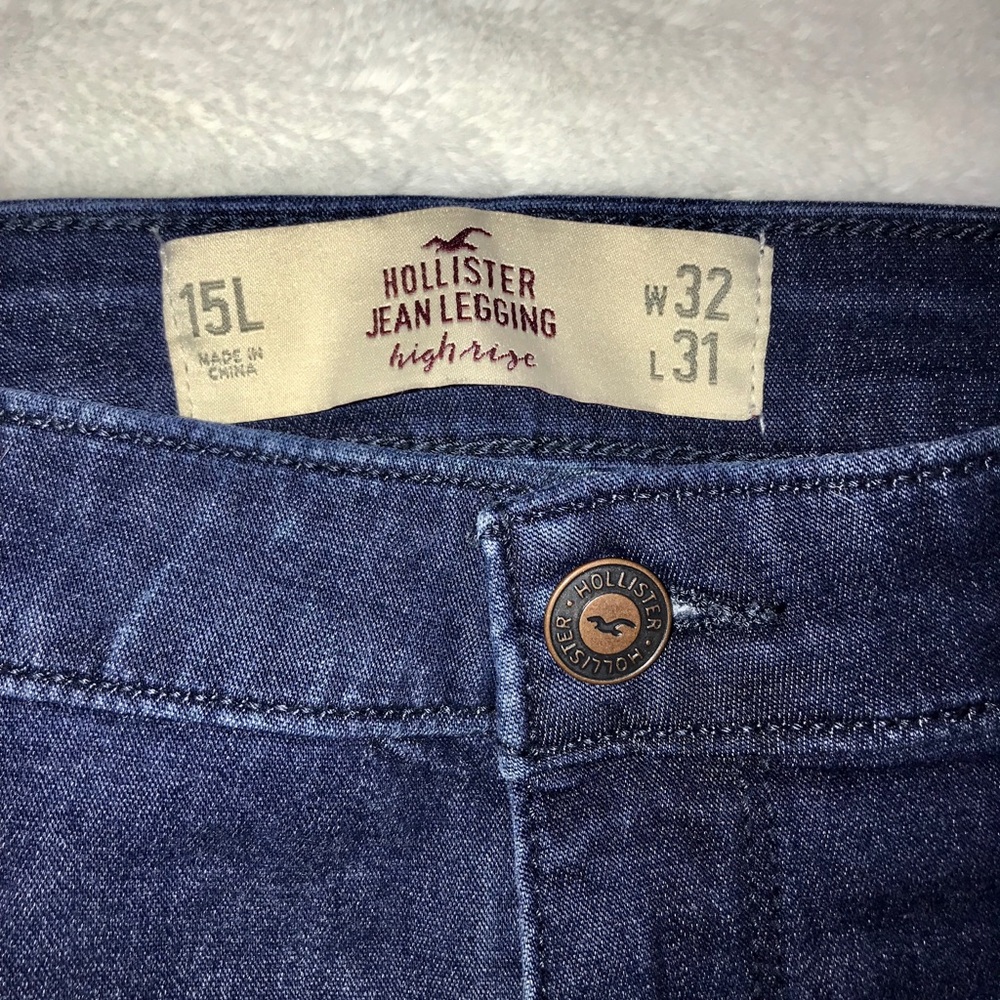 15L
MADE IN
CHINA
HOLLISTER
JEAN LEGGING
high-rise
W 32
L 31
HOLLISTER · HOLLISTER ·